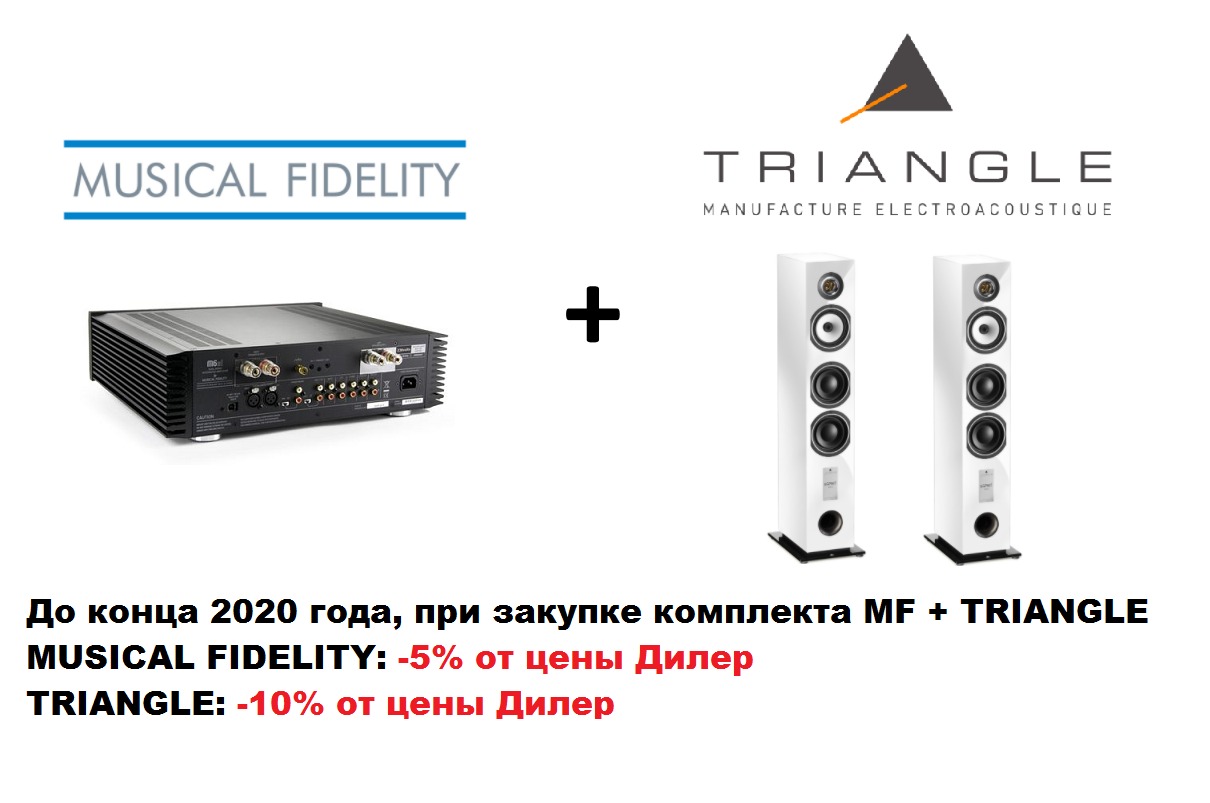 MUSICAL FIDELITY
TRIANGLE
MANUFACTURE ELECTROACOUSTIQUE
CAUTION
До конца 2020 года, при закупке комплекта MF + TRIANGLE
MUSICAL FIDELITY: -5% от цены Дилер
TRIANGLE: -10% от цены Дилер